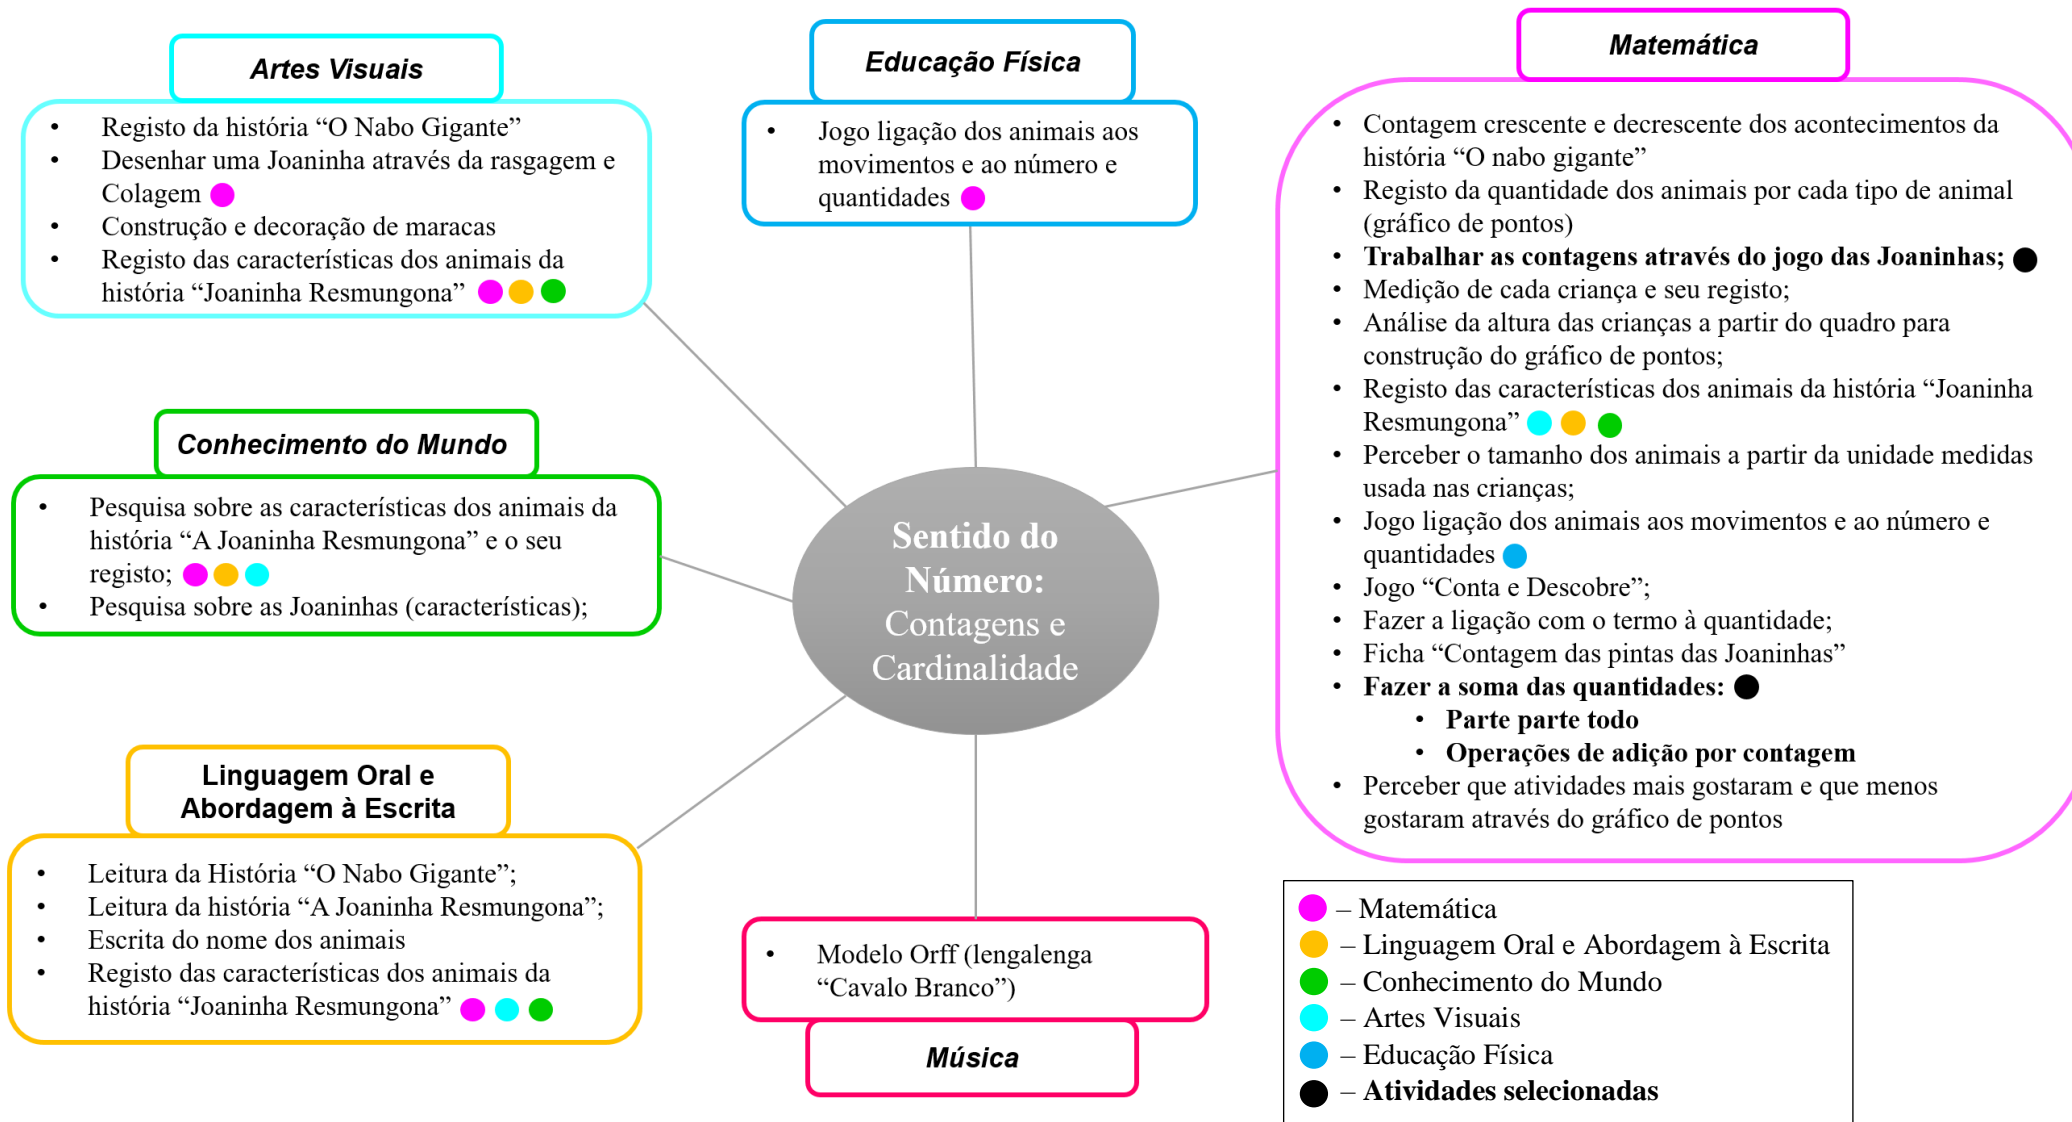 Artes Visuais
• Registo da história “O Nabo Gigante”
• Desenhar uma Joaninha através da rasgagem e
Colagem
• Construção e decoração de maracas
• Registo das características dos animais da
história “Joaninha Resmungona”
Educação Física
• Jogo ligação dos animais aos
movimentos e ao número e
quantidades
Matemática
• Contagem crescente e decrescente dos acontecimentos da
história “O nabo gigante”
• Registo da quantidade dos animais por cada tipo de animal
(gráfico de pontos)
• Trabalhar as contagens através do jogo das Joaninhas;
• Medição de cada criança e seu registo;
• Análise da altura das crianças a partir do quadro para
construção do gráfico de pontos;
• Registo das características dos animais da história “Joaninha
Resmungona”
• Perceber o tamanho dos animais a partir da unidade medidas
usada nas crianças;
• Jogo ligação dos animais aos movimentos e ao número e
quantidades
• Jogo “Conta e Descobre”;
• Fazer a ligação com o termo à quantidade;
• Ficha “Contagem das pintas das Joaninhas”
• Fazer a soma das quantidades:
• Parte parte todo
• Operações de adição por contagem
• Perceber que atividades mais gostaram e que menos
gostaram através do gráfico de pontos
Conhecimento do Mundo
• Pesquisa sobre as características dos animais da
história “A Joaninha Resmungona” e o seu
registo;
• Pesquisa sobre as Joaninhas (características);
Sentido do
Número:
Contagens e
Cardinalidade
Linguagem Oral e
Abordagem à Escrita
• Leitura da História “O Nabo Gigante”;
• Leitura da história “A Joaninha Resmungona”;
• Escrita do nome dos animais
• Registo das características dos animais da
história “Joaninha Resmungona”
• Modelo Orff (lengalenga
“Cavalo Branco”)
Música
– Matemática
– Linguagem Oral e Abordagem à Escrita
– Conhecimento do Mundo
– Artes Visuais
– Educação Física
– Atividades selecionadas